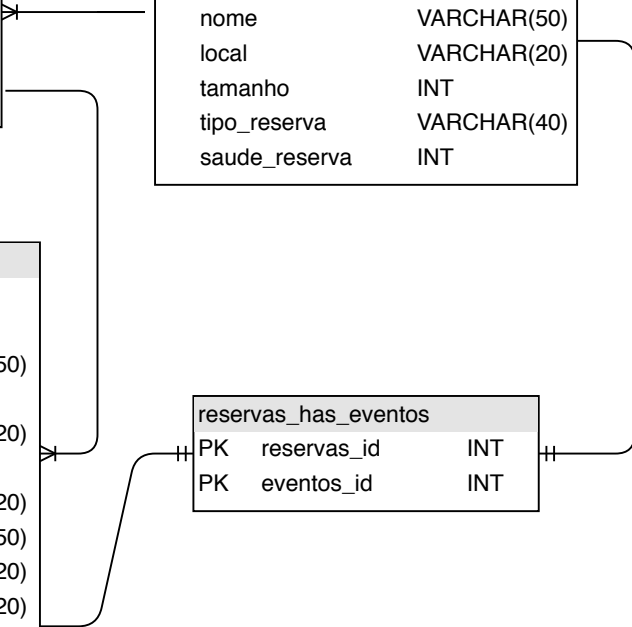 nome VARCHAR(50)
local VARCHAR(20)
tamanho INT
tipo_reserva VARCHAR(40)
saude_reserva INT
50)
20)
20)
50)
20)
20)
reservas_has_eventos
PK reservas_id INT
PK eventos_id INT